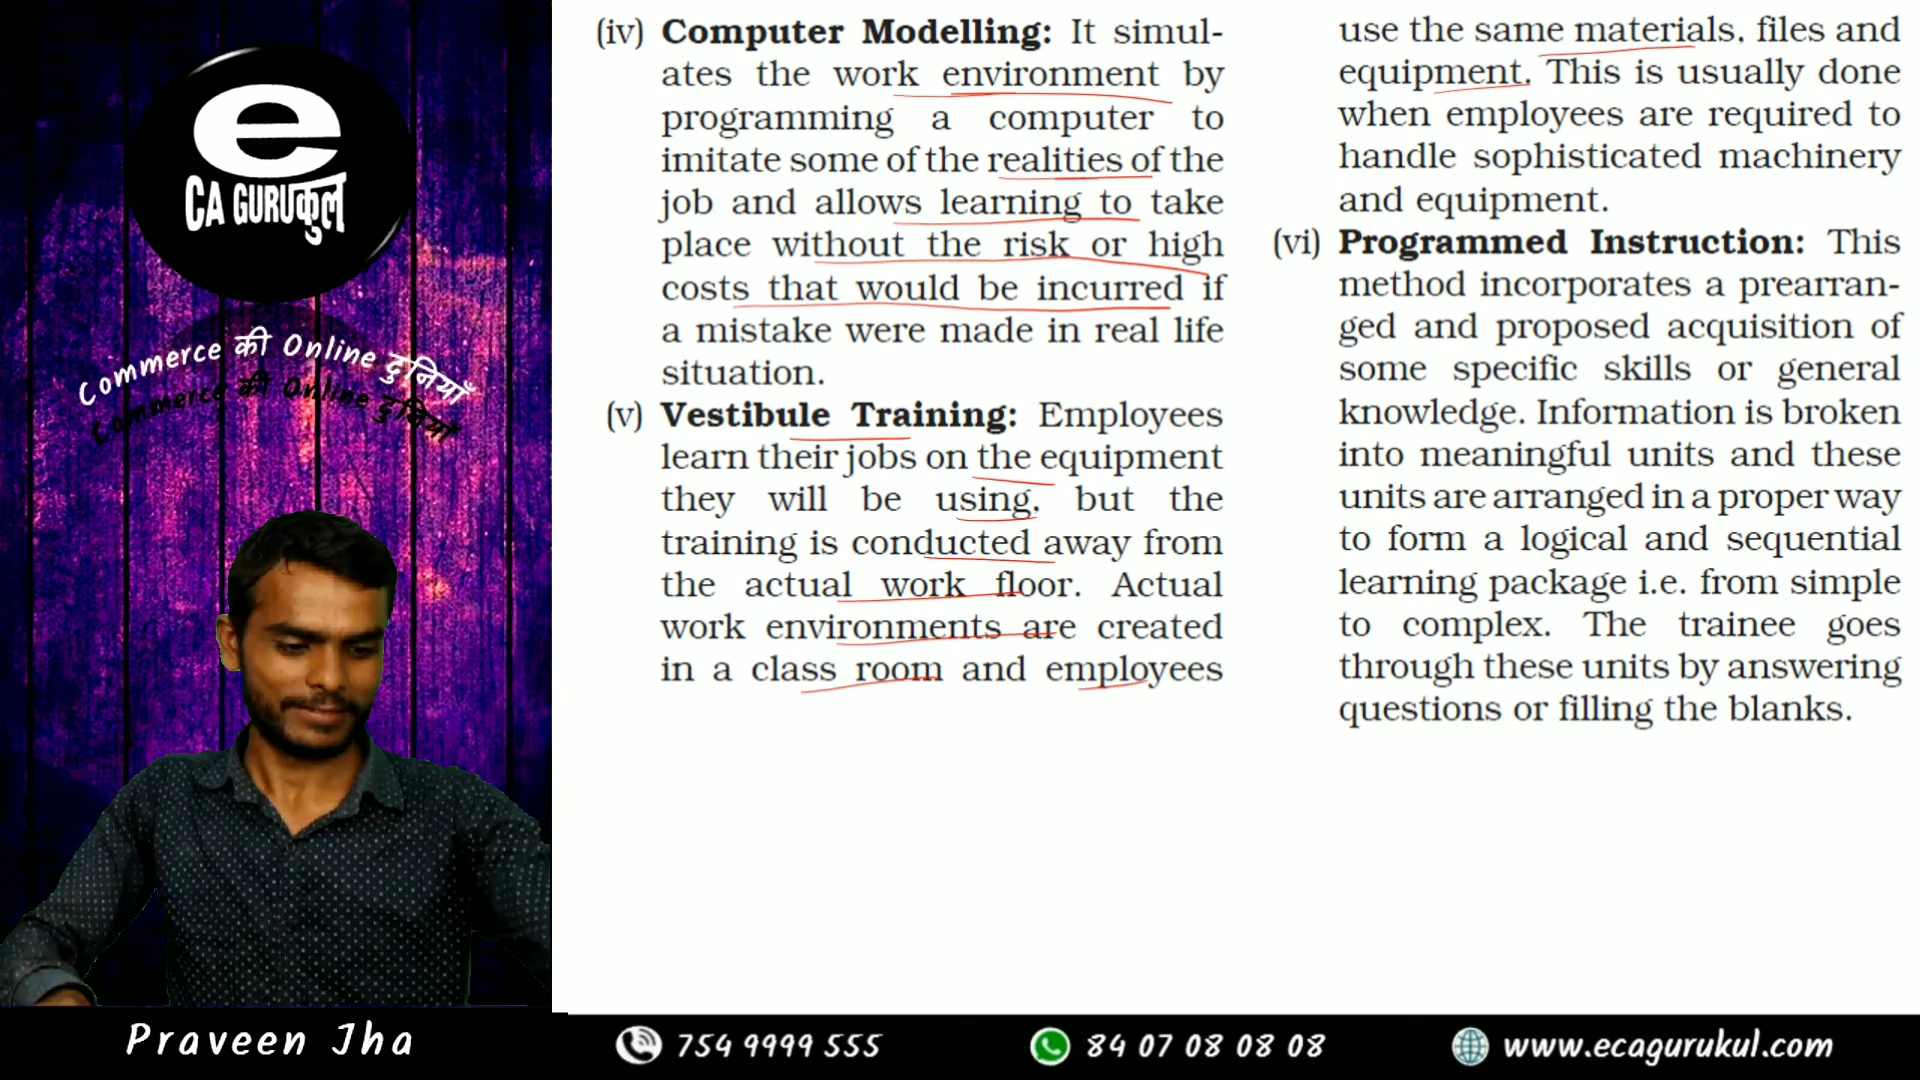 e
CA GURUकुल
Commerce की Online दुनियाँ
Commerce की Online दुनियाँ
(iv) Computer Modelling: It simul-
ates the work environment by
programming a computer to
imitate some of the realities of the
job and allows learning to take
place without the risk or high
costs that would be incurred if
a mistake were made in real life
situation.
(v) Vestibule Training: Employees
learn their jobs on the equipment
they will be using, but the
training is conducted away from
the actual work floor. Actual
work environments are created
in a class room and employees
use the same materials, files and
equipment. This is usually done
when employees are required to
handle sophisticated machinery
and equipment.
(vi) Programmed Instruction: This
method incorporates a prearran-
ged and proposed acquisition of
some specific skills or general
knowledge. Information is broken
into meaningful units and these
units are arranged in a proper way
to form a logical and sequential
learning package i.e. from simple
to complex. The trainee goes
through these units by answering
questions or filling the blanks.
Praveen Jha
754 9999 555
84 07 08 08 08
www.ecagurukul.com